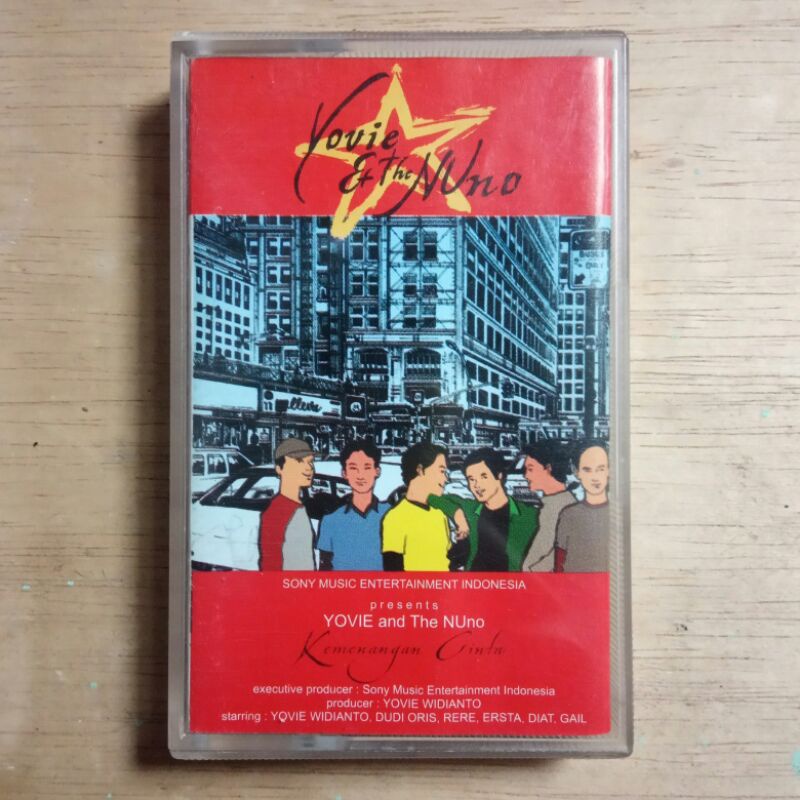 Yovie
& The NUno
SONY MUSIC ENTERTAINMENT INDONESIA
presents
YOVIE and The NUno
Kemenangan Cinta
executive producer : Sony Music Entertainment Indonesia
producer : YOVIE WIDIANTO
starring : YOVIE WIDIANTO, DUDI ORIS, RERE, ERSTA, DIAT, GAIL